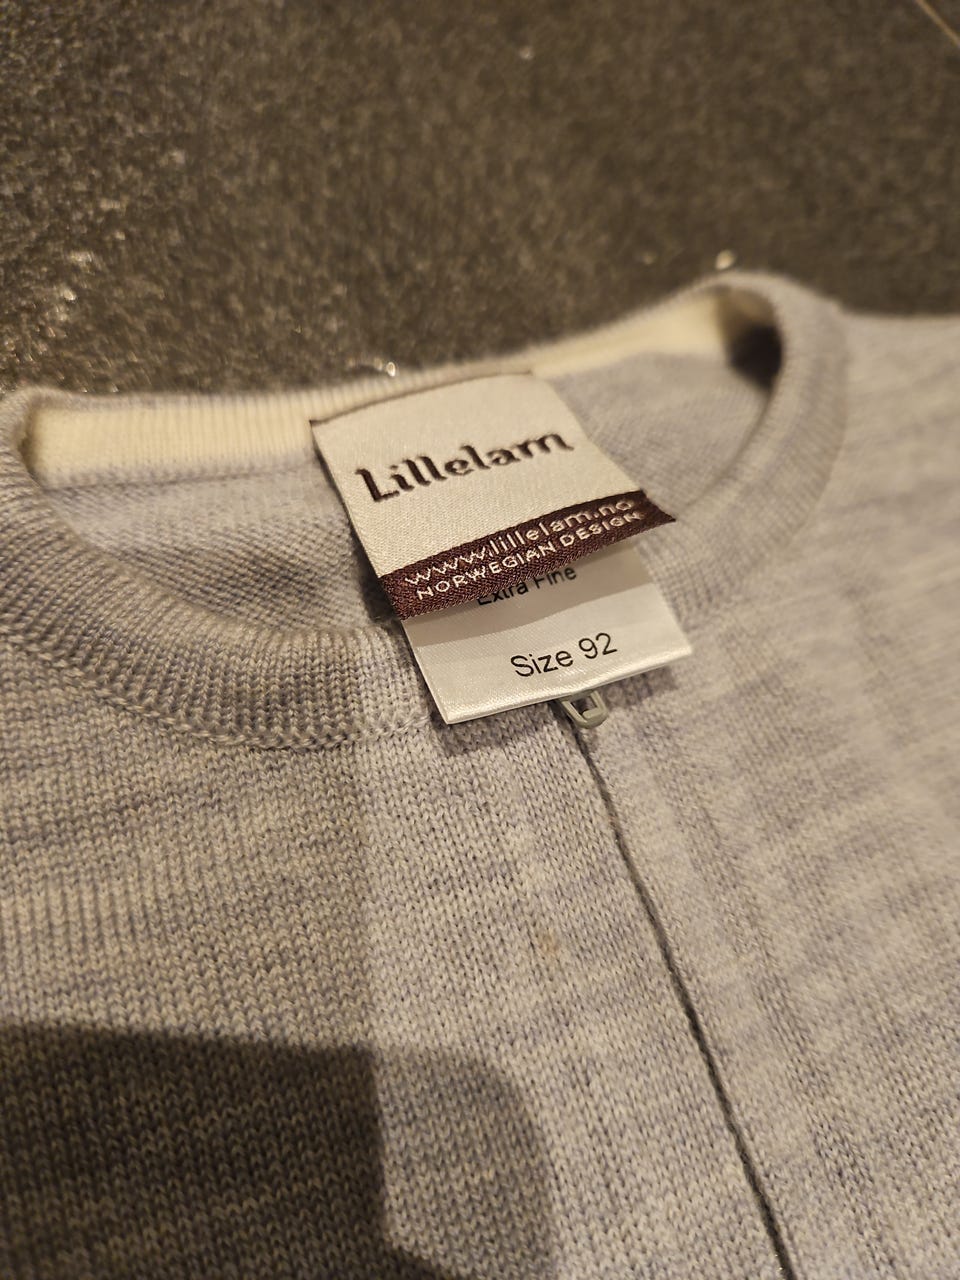 Lillelam
www.lillelam.no
NORWEGIAN DESIGN
Extra Fine
Size 92